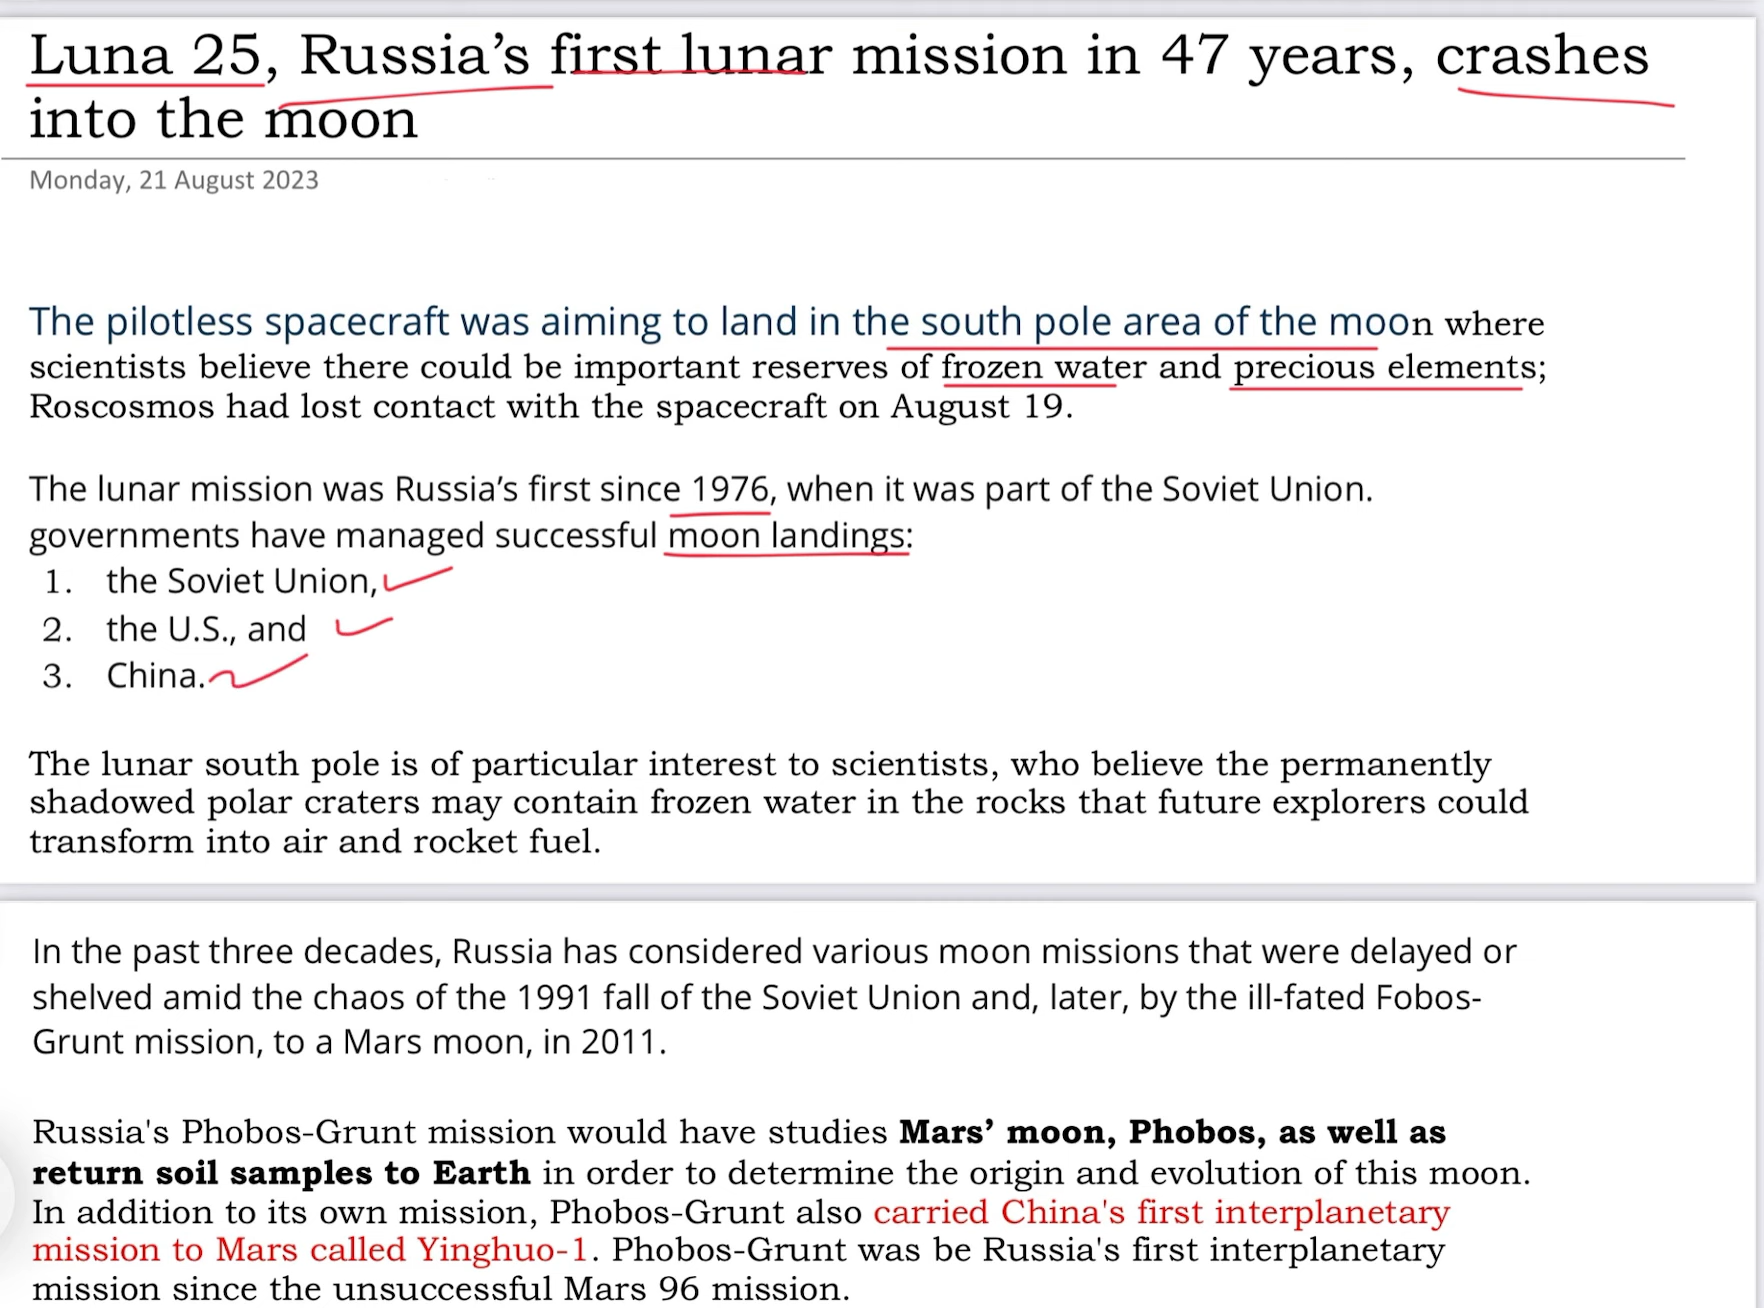 Luna 25, Russia’s first lunar mission in 47 years, crashes
into the moon
Monday, 21 August 2023
The pilotless spacecraft was aiming to land in the south pole area of the moon where
scientists believe there could be important reserves of frozen water and precious elements;
Roscosmos had lost contact with the spacecraft on August 19.
The lunar mission was Russia’s first since 1976, when it was part of the Soviet Union.
governments have managed successful moon landings:
1. the Soviet Union,
2. the U.S., and
3. China.
The lunar south pole is of particular interest to scientists, who believe the permanently
shadowed polar craters may contain frozen water in the rocks that future explorers could
transform into air and rocket fuel.
In the past three decades, Russia has considered various moon missions that were delayed or
shelved amid the chaos of the 1991 fall of the Soviet Union and, later, by the ill-fated Fobos-
Grunt mission, to a Mars moon, in 2011.
Russia's Phobos-Grunt mission would have studies Mars’ moon, Phobos, as well as
return soil samples to Earth in order to determine the origin and evolution of this moon.
In addition to its own mission, Phobos-Grunt also carried China's first interplanetary
mission to Mars called Yinghuo-1. Phobos-Grunt was be Russia's first interplanetary
mission since the unsuccessful Mars 96 mission.